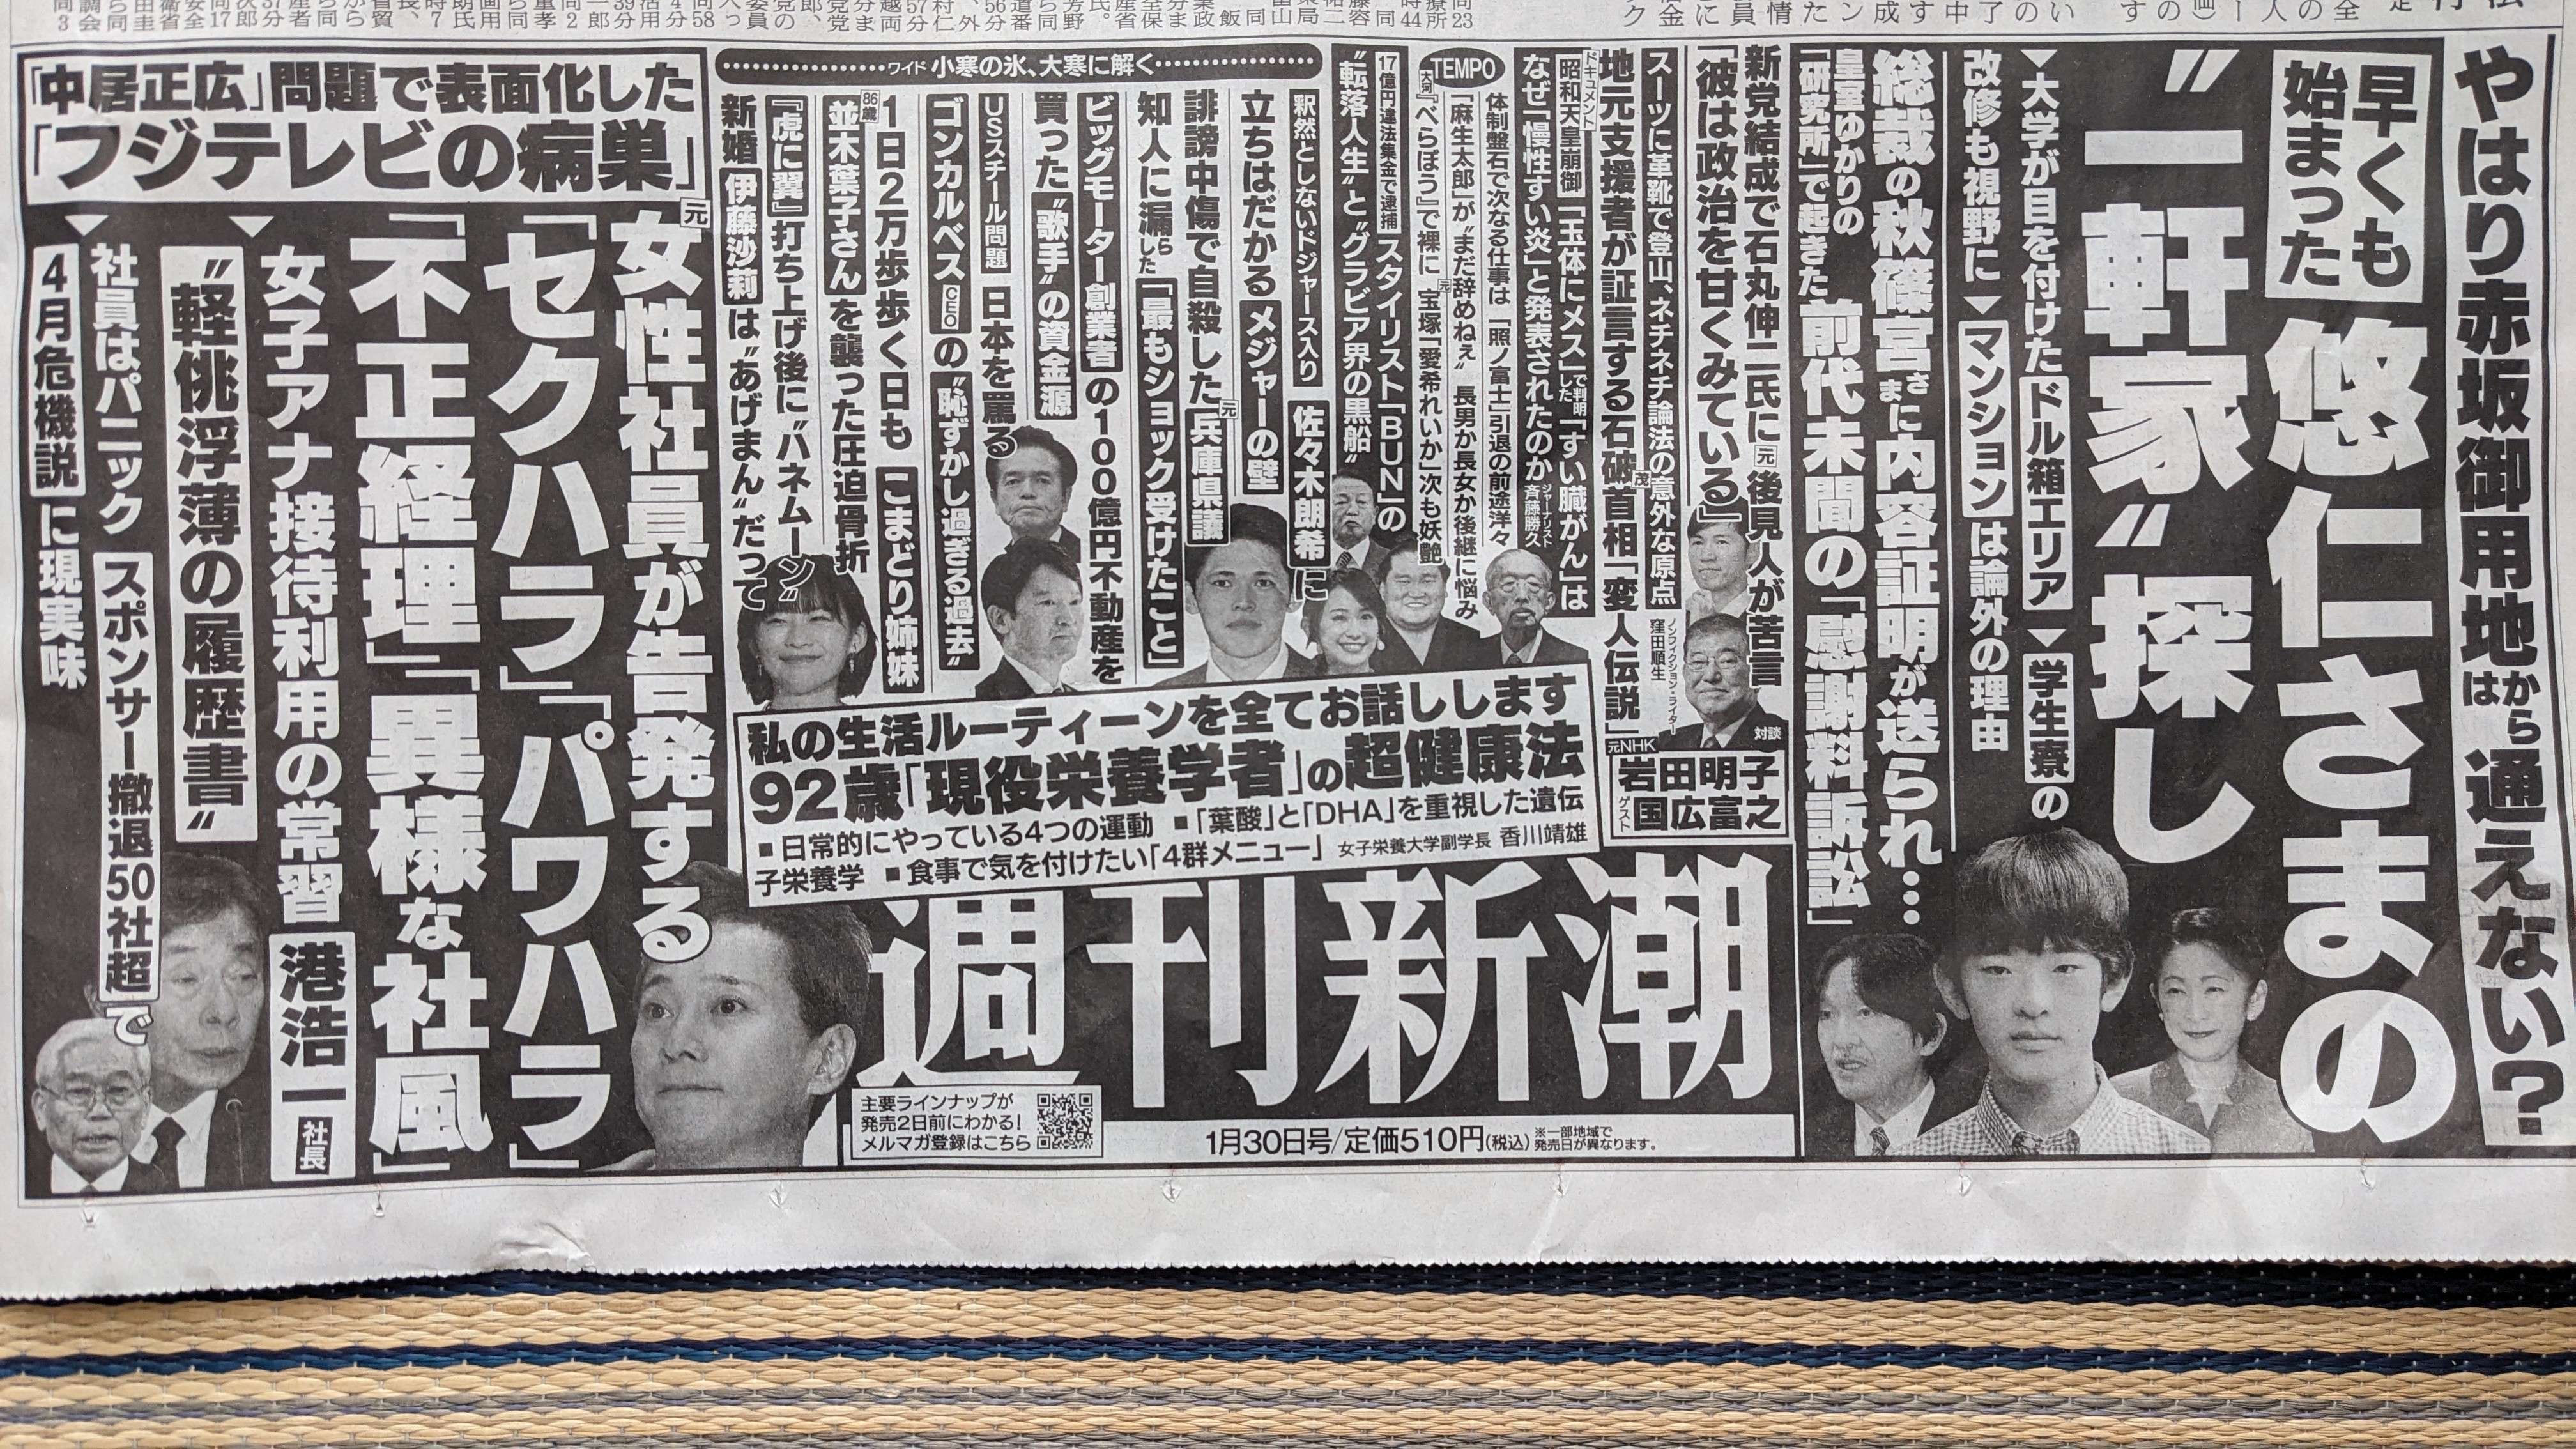 やはり赤坂御用地からは通えない?
早くも
始まった
悠仁さまの
“一軒家”探し
▼大学が目を付けたドル箱エリア▼学生寮の
改修も視野に▼マンションは論外の理由
総裁の秋篠宮さまに内容証明が送られ…
皇室ゆかりの
「研究所」で起きた
前代未聞の「慰謝料訴訟」
新党結成で石丸伸二氏に元後見人が苦言
「彼は政治を甘くみている」
スーツに革靴で登山、ネチネチ論法の意外な原点
地元支援者が証言する石破茂首相「変人伝説」
ノンフィクション・ライター
窪田順生
対談
元NHK
岩田明子
ゲスト
国広富之
ドキュメント
昭和天皇崩御
「玉体にメス」で判明した「すい臓がん」は
なぜ「慢性すい炎」と発表されたのか
ジャーナリスト
斉藤勝久
TEMPO
体制盤石で次なる仕事は「照ノ富士」引退の前途洋々
「麻生太郎」が“まだ辞めねぇ”長男か長女か後継に悩み
大河「べらぼう」で裸に 元宝塚「愛希れいか」次も妖艶
17億円違法集金で逮捕
スタイリスト「BUN」の
“転落人生”と“グラビア界の黒船”
ワイド 小寒の氷、大寒に解く
釈然としないドジャース入り 佐々木朗希に
立ちはだかるメジャーの壁
誹謗中傷で自殺した元兵庫県議
知人に漏らした「最もショック受けたこと」
ビッグモーター創業者の100億円不動産を
買った“歌手”の資金源
USスチール問題 日本を罵る
ゴンカルベスCEOの“恥ずかし過ぎる過去”
1日2万歩歩く日も こまどり姉妹
86歳
並木葉子さんを襲った圧迫骨折
「虎に翼」打ち上げ後に“バネムーン”
新婚 伊藤沙莉は“あげまん”だって
私の生活ルーティーンを全てお話しします
92歳「現役栄養学者」の超健康法
■日常的にやっている4つの運動 ■「葉酸」と「DHA」を重視した遺伝
子栄養学 ■食事で気を付けたい「4群メニュー」 女子栄養大学副学長 香川靖雄
週刊新潮
主要ラインナップが
発売2日前にわかる!
メルマガ登録はこちら
1月30日号/定価510円(税込)
※一部地域で
発売日が異なります。
「中居正広」問題で表面化した
「フジテレビの病巣」
元女性社員が告発する
「セクハラ」「パワハラ」
「不正経理」「異様な社風」
女子アナ接待利用の常習 港浩一社長
▼“軽佻浮薄の履歴書”
▼社員はパニック スポンサー撤退50社超で
4月危機説に現実味